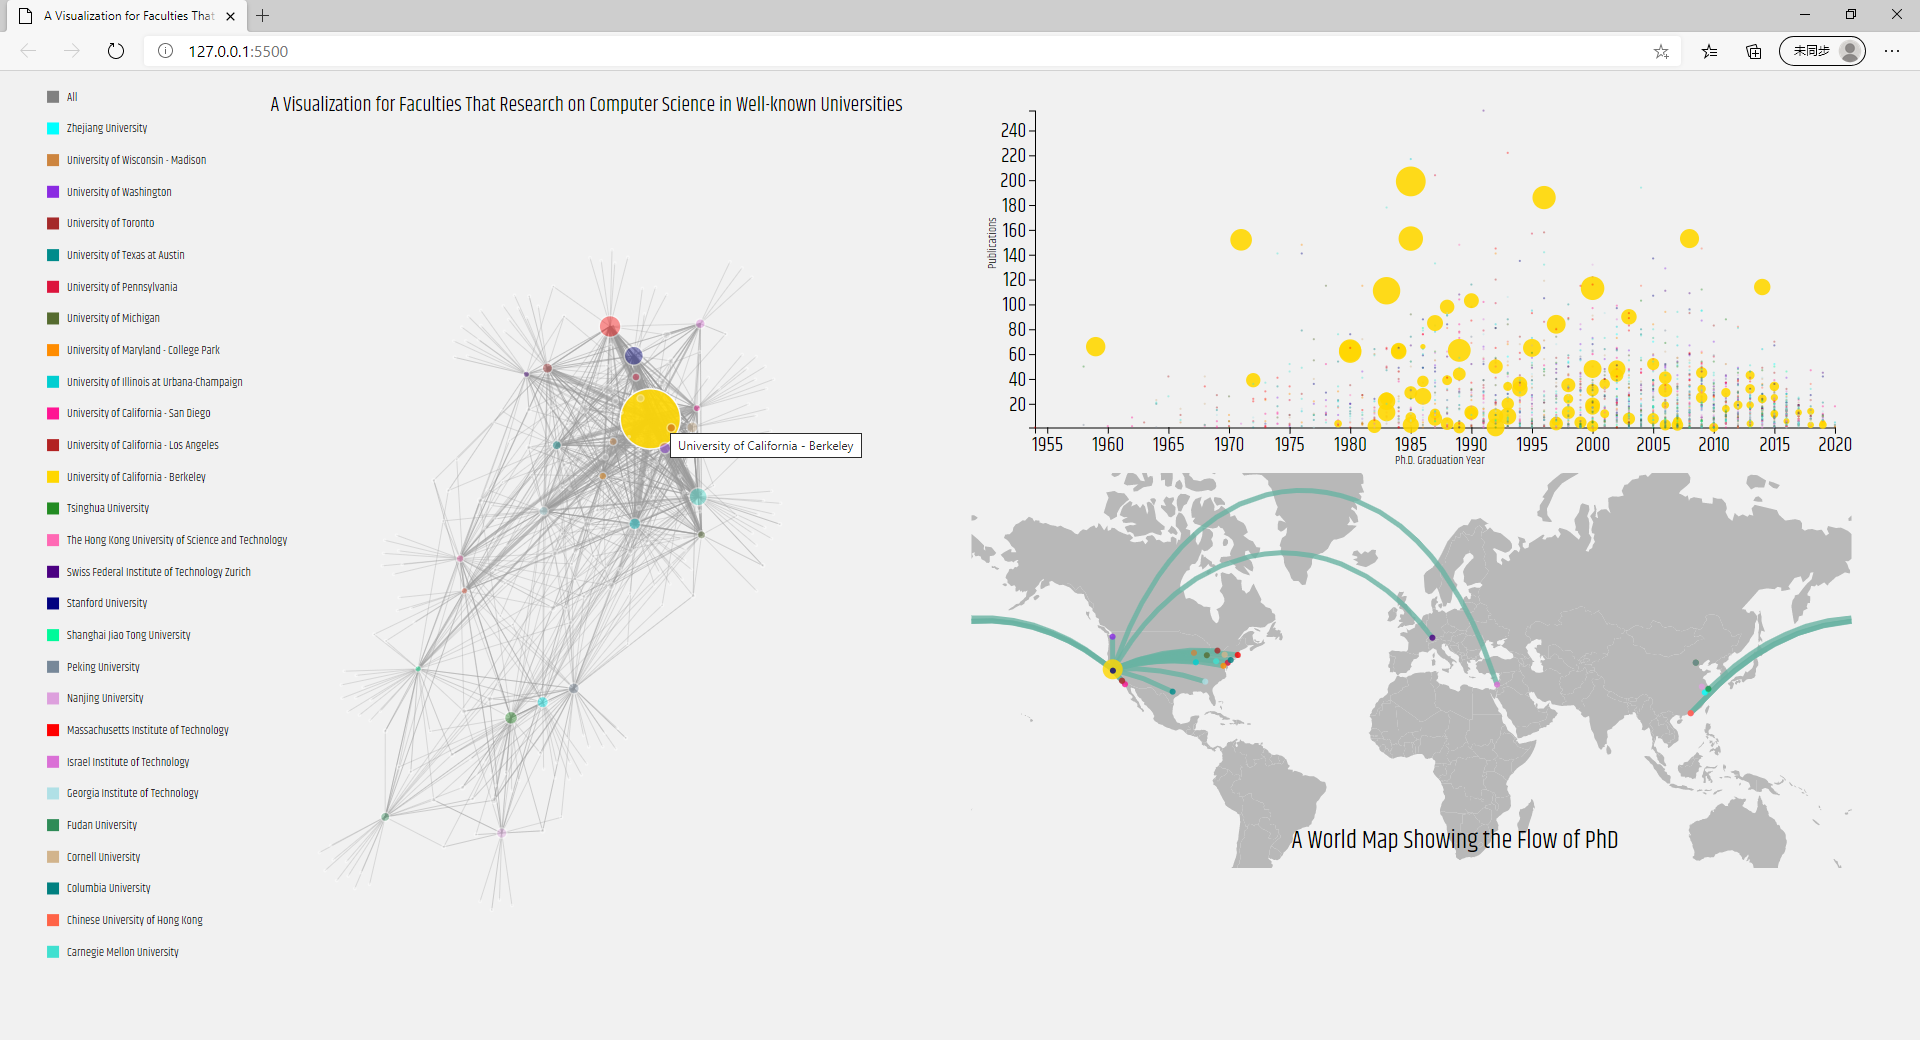 A Visualization for Faculties That
127.0.0.1:5500
未同步
All
Zhejiang University
University of Wisconsin - Madison
University of Washington
University of Toronto
University of Texas at Austin
University of Pennsylvania
University of Michigan
University of Maryland - College Park
University of Illinois at Urbana-Champaign
University of California - San Diego
University of California - Los Angeles
University of California - Berkeley
Tsinghua University
The Hong Kong University of Science and Technology
Swiss Federal Institute of Technology Zurich
Stanford University
Shanghai Jiao Tong University
Peking University
Nanjing University
Massachusetts Institute of Technology
Israel Institute of Technology
Georgia Institute of Technology
Fudan University
Cornell University
Columbia University
Chinese University of Hong Kong
Carnegie Mellon University
A Visualization for Faculties That Research on Computer Science in Well-known Universities
University of California - Berkeley
240
220
200
180
160
140
120
100
80
60
40
20
Publications
1955 1960 1965 1970 1975 1980 1985 1990 1995 2000 2005 2010 2015 2020
Ph.D. Graduation Year
A World Map Showing the Flow of PhD